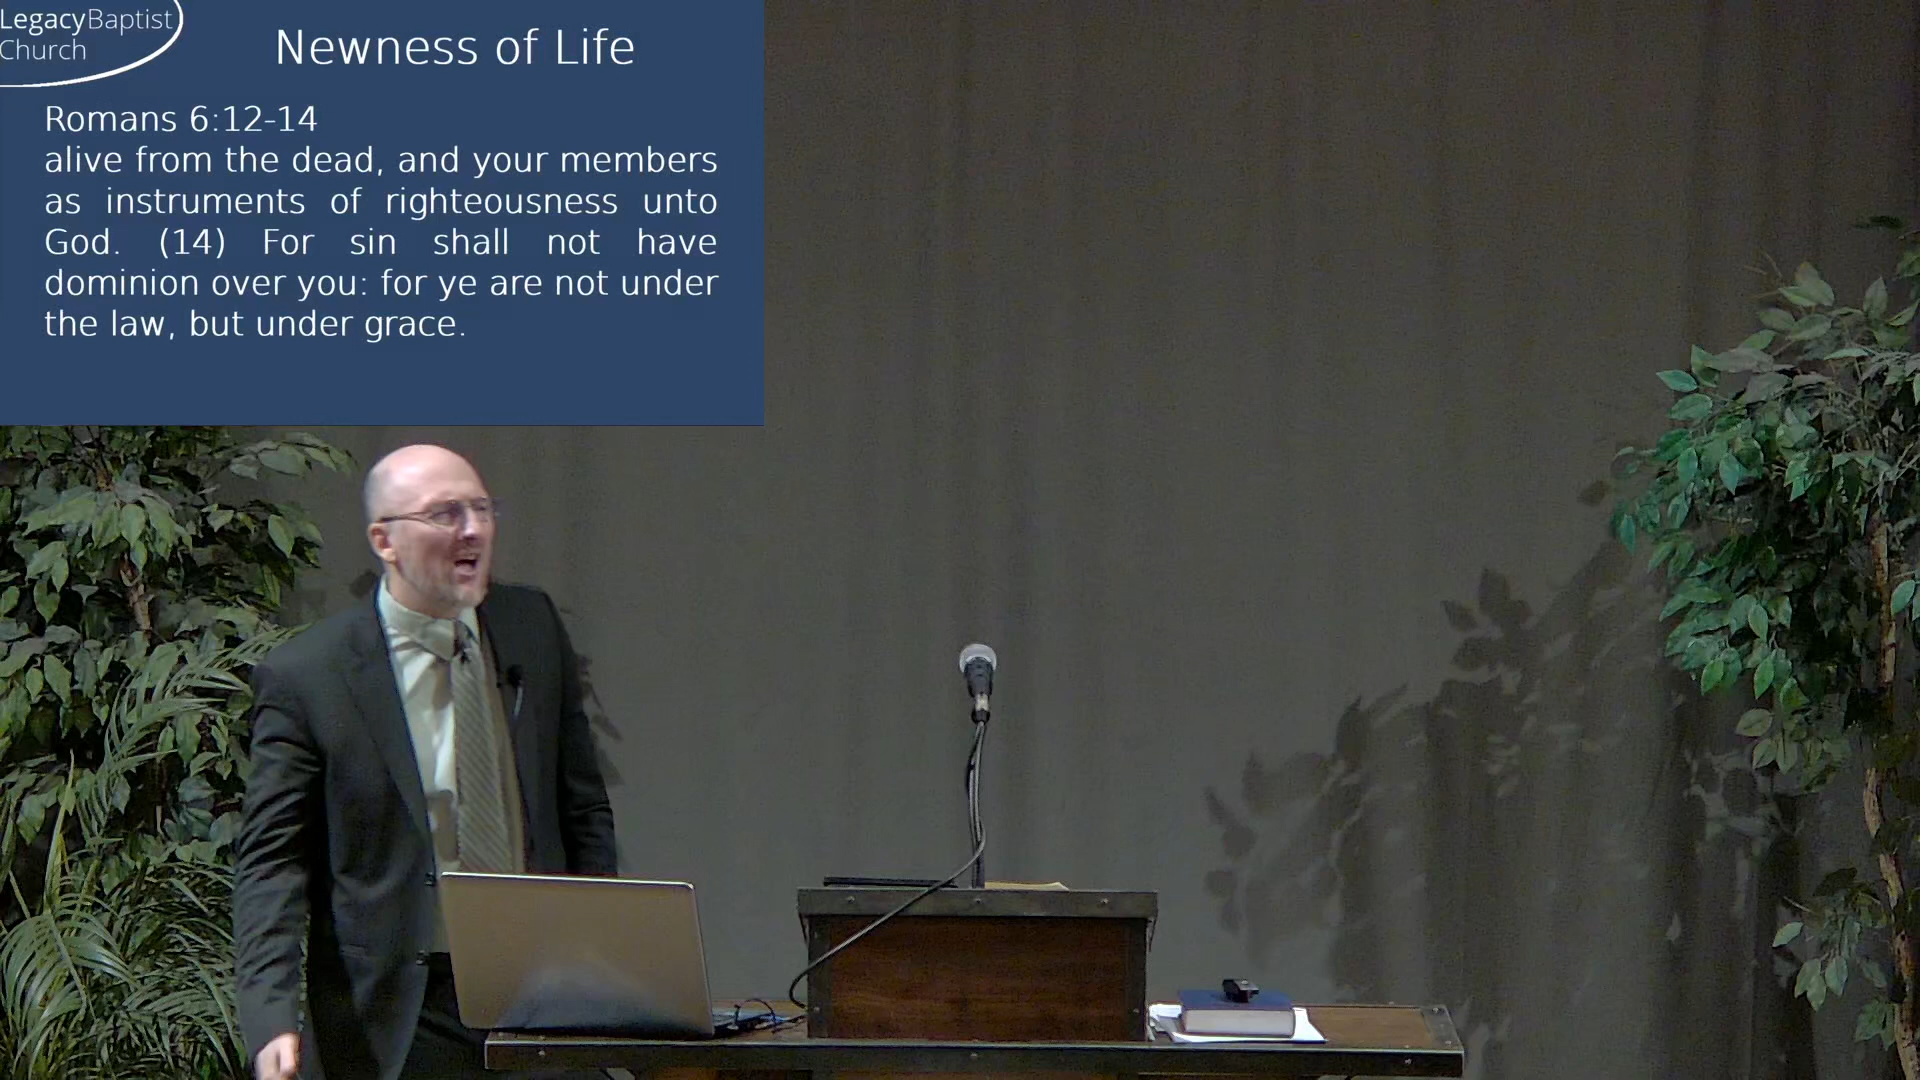 LegacyBaptist
Church
Newness of Life
Romans 6:12-14
alive from the dead, and your members
as instruments of righteousness unto
God. (14) For sin shall not have
dominion over you: for ye are not under
the law, but under grace.